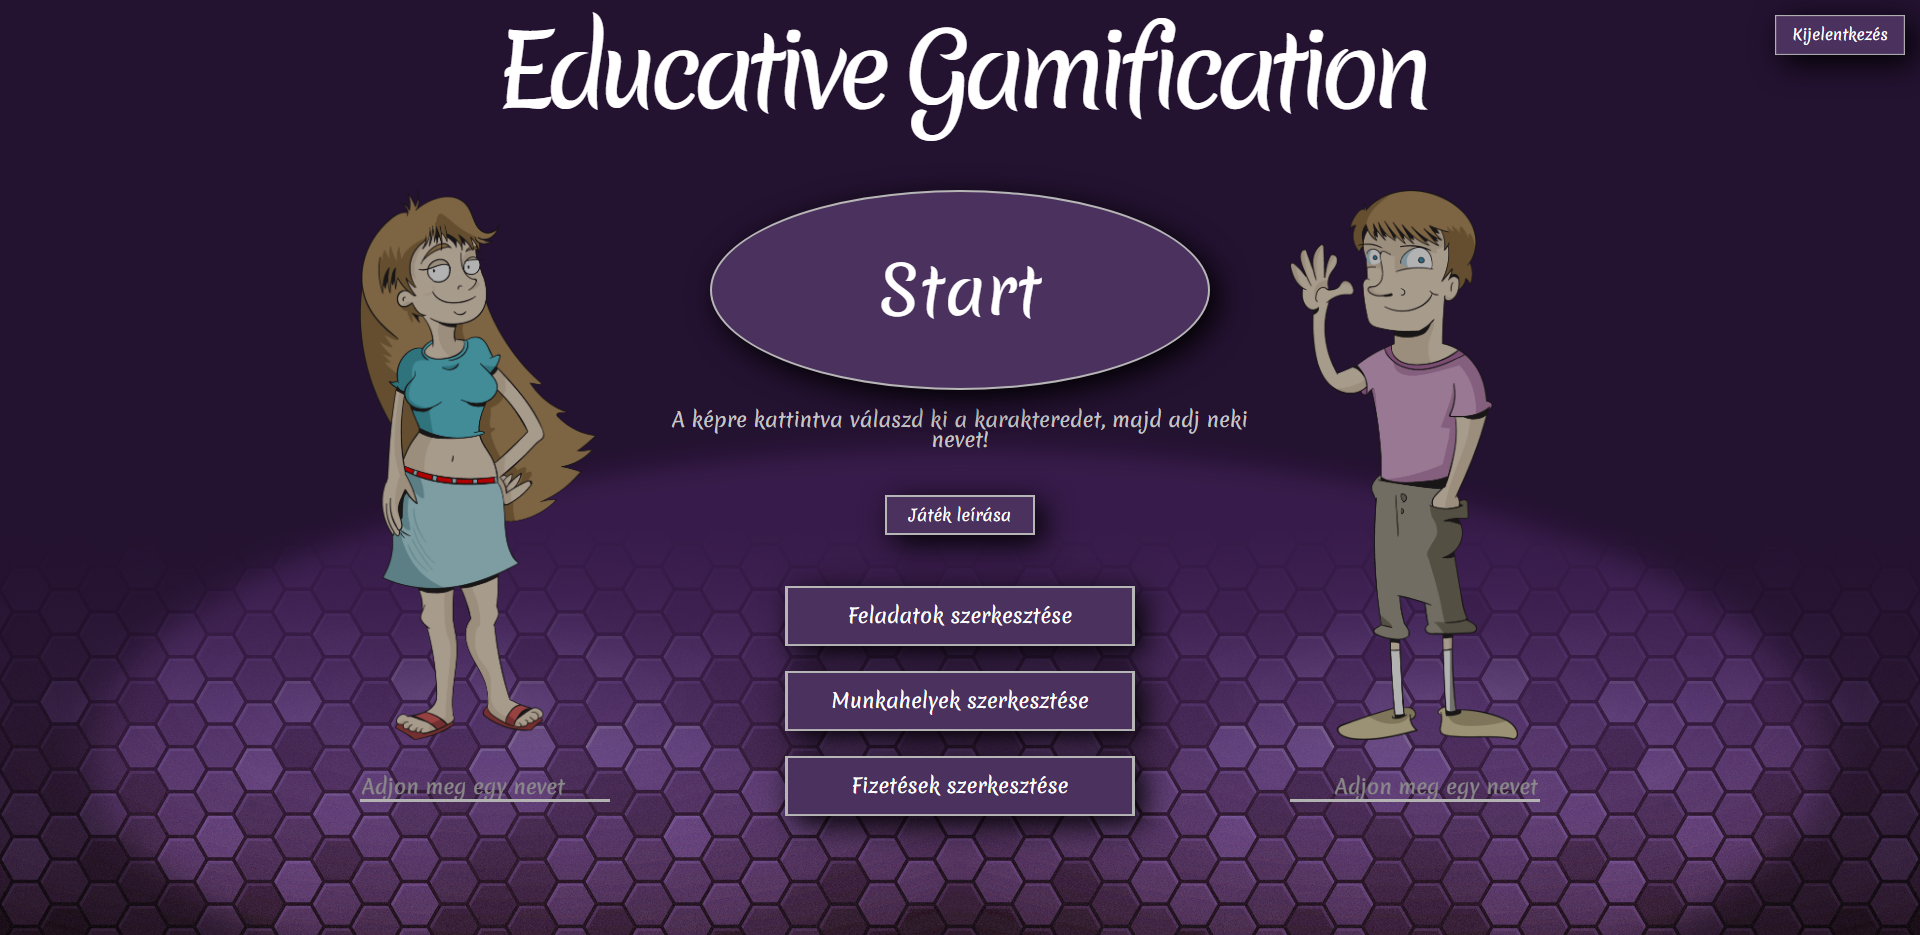 Educative Gamification
Kijelentkezés
Start
A képre kattintva válaszd ki a karakteredet, majd adj neki
nevet!
Játék leírása
Feladatok szerkesztése
Munkahelyek szerkesztése
Fizetések szerkesztése
Adjon meg egy nevet
Adjon meg egy nevet